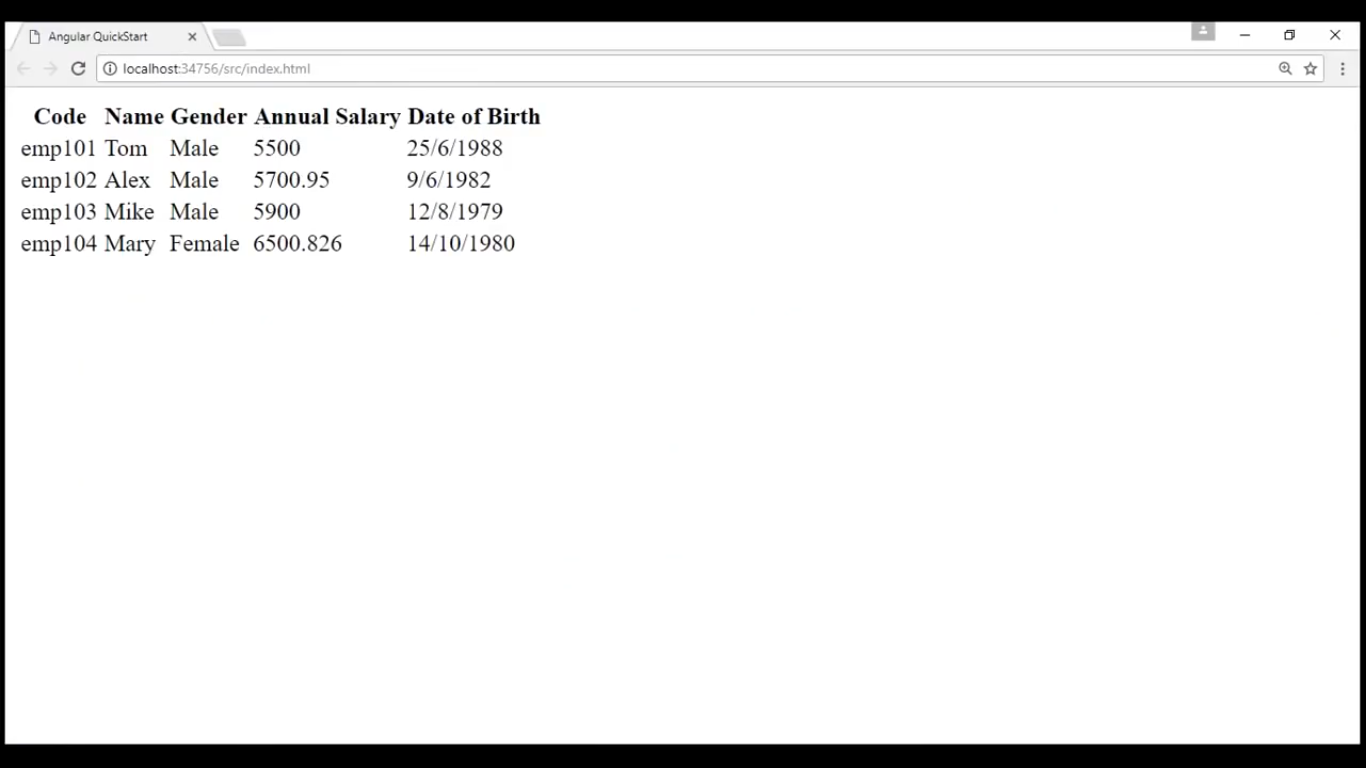 Angular QuickStart
localhost:34756/src/index.html
Code Name Gender Annual Salary Date of Birth
emp101 Tom Male 5500 25/6/1988
emp102 Alex Male 5700.95 9/6/1982
emp103 Mike Male 5900 12/8/1979
emp104 Mary Female 6500.826 14/10/1980